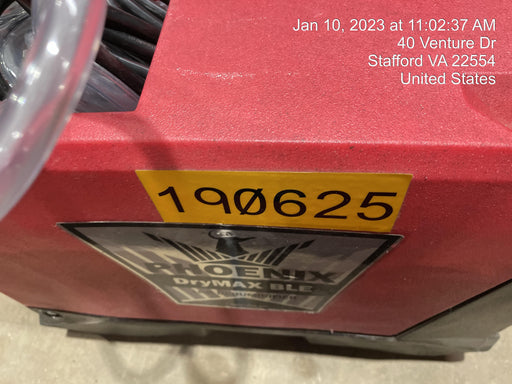 Jan 10, 2023 at 11:02:37 AM
40 Venture Dr
Stafford VA 22554
United States
190625
PHOENIX
DryMAX BLE